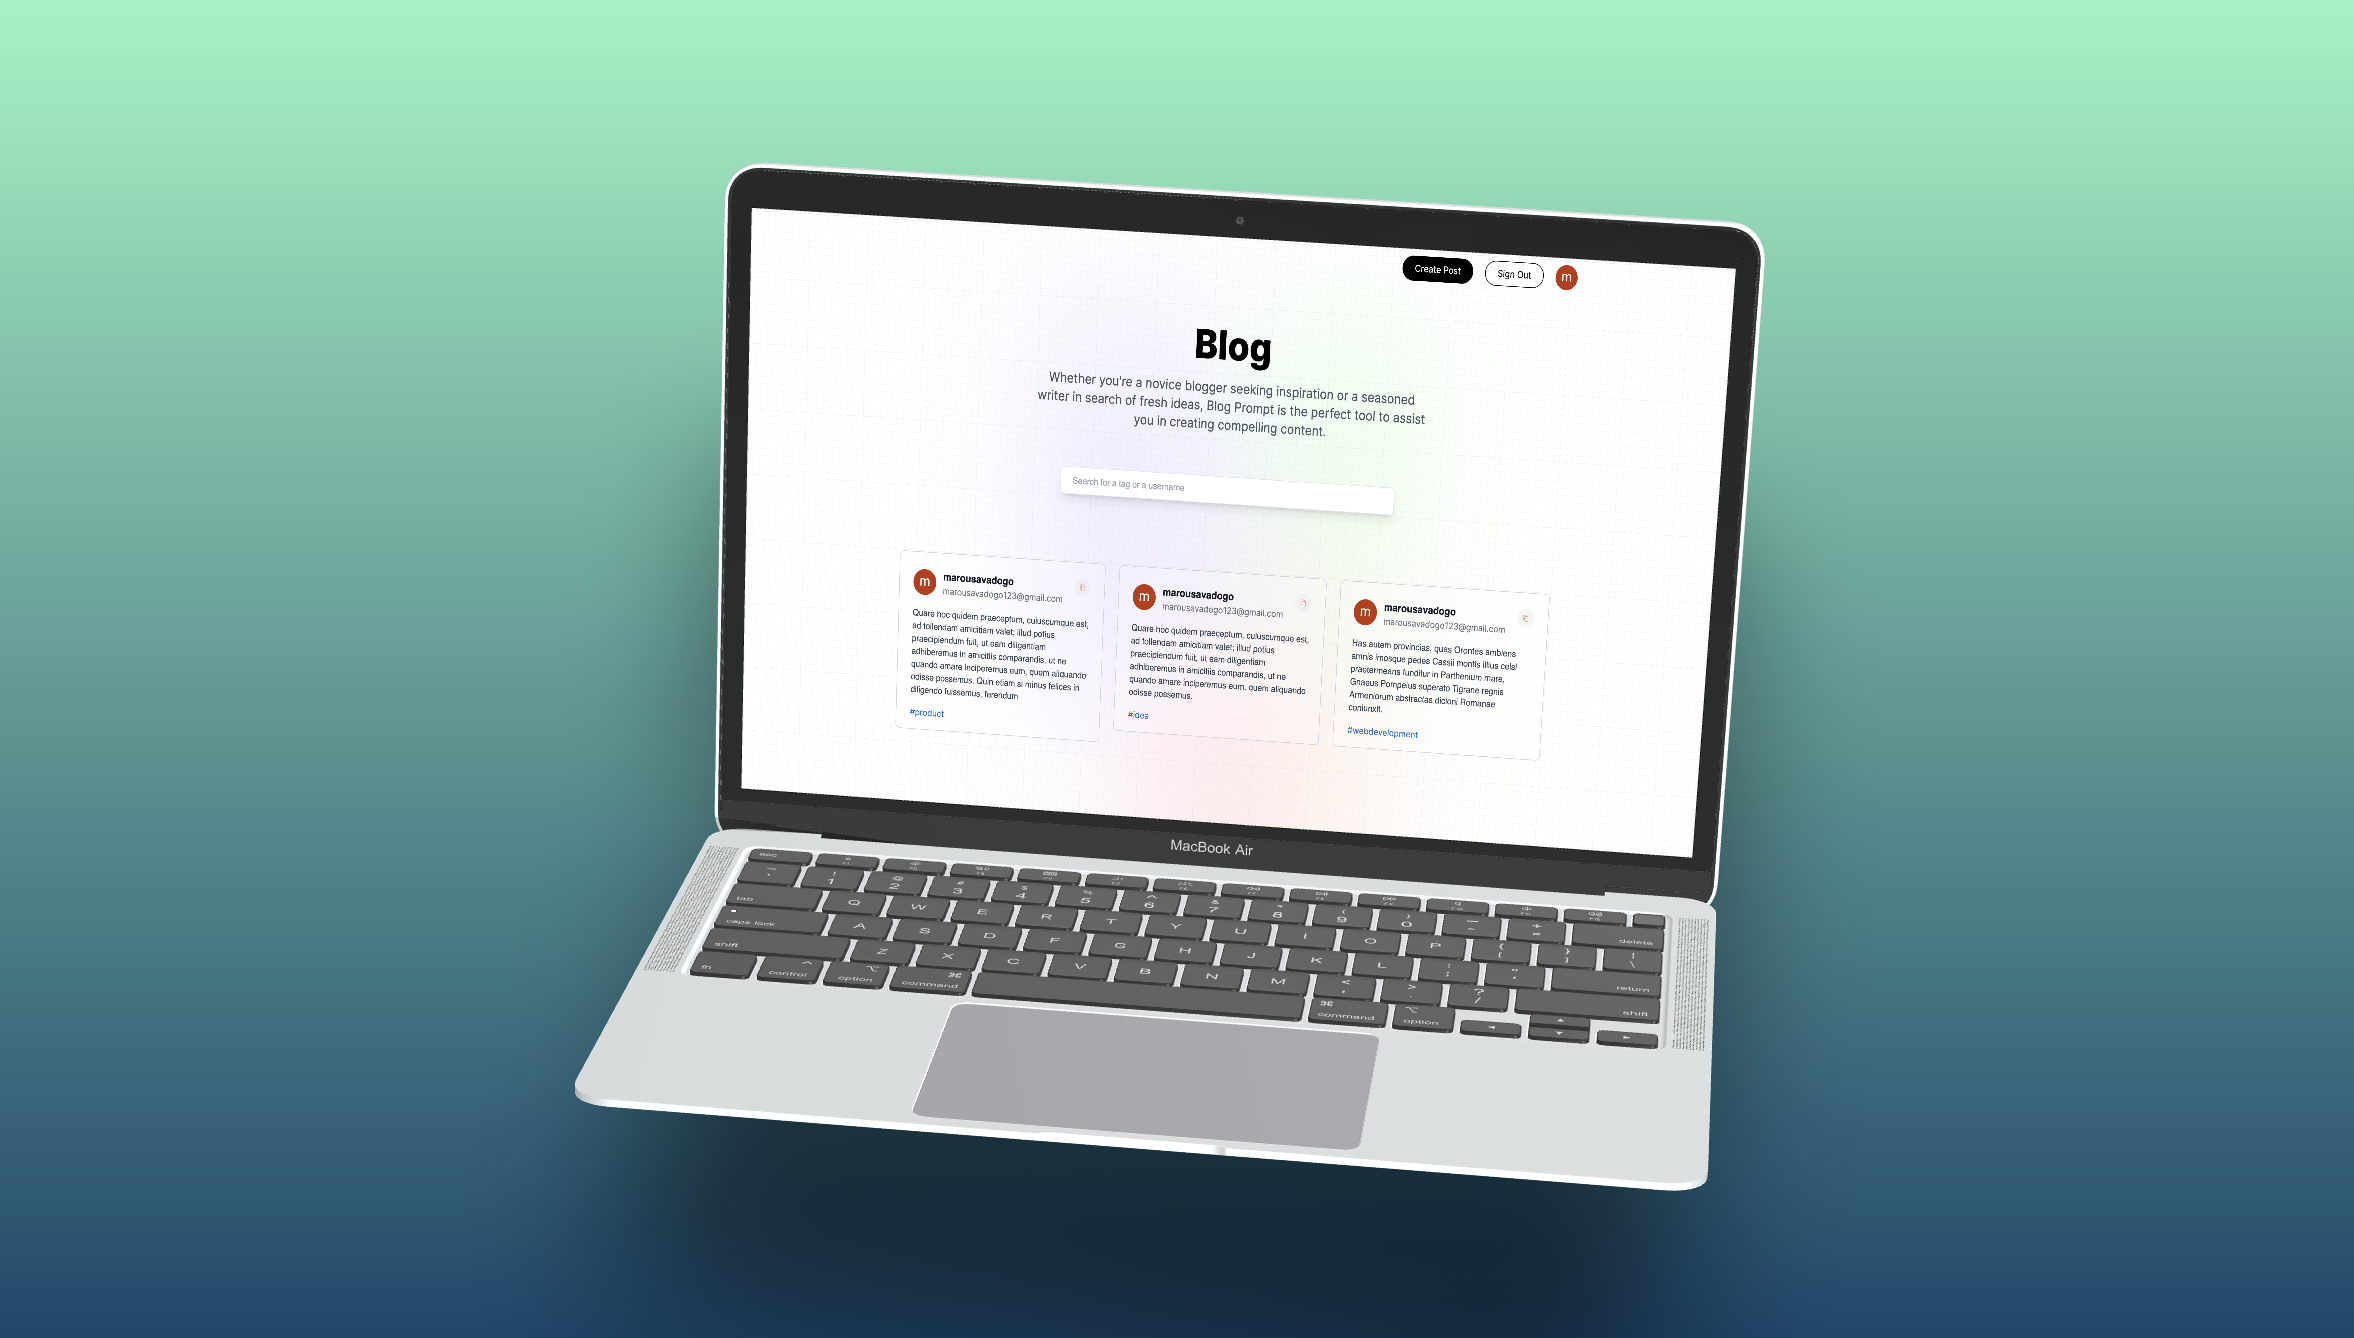 Create Post
Sign Out
m
Blog
Whether you're a novice blogger seeking inspiration or a seasoned
writer in search of fresh ideas, Blog Prompt is the perfect tool to assist
you in creating compelling content.
Search for a tag or a username
m
marousavadogo
marousavadogo123@gmail.com
Quare hoc quidem praeceptum, cuiuscumque est,
ad tollendam amicitiam valet; illud potius
praecipiendum fuit, ut eam diligentiam
adhiberemus in amicitiis comparandis, ut ne
quando amare inciperemus eum, quem aliquando
odisse possemus. Quin etiam si minus felices in
diligendo fuissemus, ferendum
#product
m
marousavadogo
marousavadogo123@gmail.com
Quare hoc quidem praeceptum, cuiuscumque est,
ad tollendam amicitiam valet; illud potius
praecipiendum fuit, ut eam diligentiam
adhiberemus in amicitiis comparandis, ut ne
quando amare inciperemus eum, quem aliquando
odisse possemus.
#idea
m
marousavadogo
marousavadogo123@gmail.com
Has autem provincias, quas Orontes ambiens
amnis imosque pedes Cassii montis illius celsi
praetermeans funditur in Parthenium mare,
Gnaeus Pompeius superato Tigrane regnis
Armeniorum abstractas dicioni Romanae
coniunxit.
#webdevelopment
MacBook Air
esc
~ ` ! 1 @ 2 # 3 $ 4 % 5 ^ 6 & 7 8 ( 9 ) 0 — - + = delete
tab Q W E R T Y U I O P { [ } ] | \
caps lock A S D F G H J K L : ; " ' return
shift Z X C V B N M < , > . ? / shift
fn ^ control ⌥ option ⌘ command ⌘ command ⌥ option ◄ ▲ ▼ ►